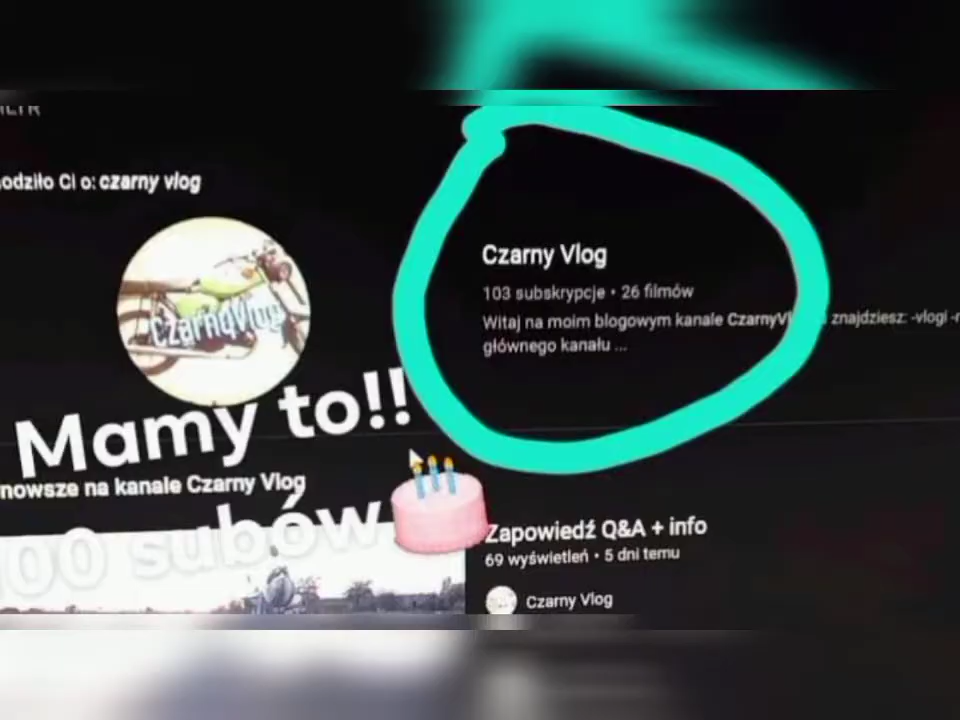 odziło Ci o: czarny vlog
CzarnyVlog
Czarny Vlog
103 subskrypcje • 26 filmów
Witaj na moim blogowym kanale CzarnyVl znajdziesz: -vlogi -
głównego kanału ...
Mamy to!!
nowsze na kanale Czarny Vlog
00 subów
Zapowiedź Q&A + info
69 wyświetleń • 5 dni temu
Czarny Vlog